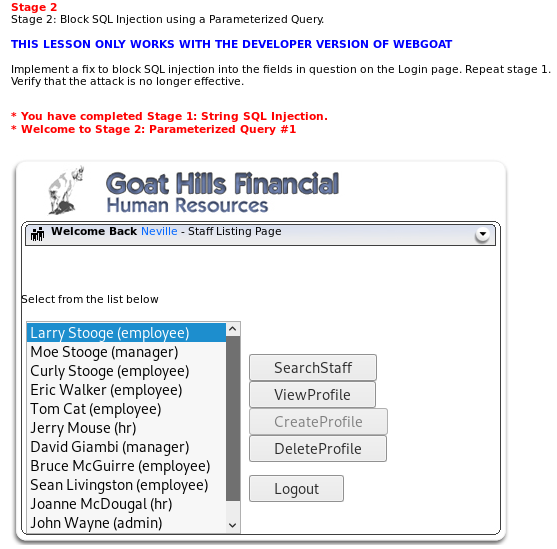 Stage 2
Stage 2: Block SQL Injection using a Parameterized Query.
THIS LESSON ONLY WORKS WITH THE DEVELOPER VERSION OF WEBGOAT
Implement a fix to block SQL injection into the fields in question on the Login page. Repeat stage 1.
Verify that the attack is no longer effective.
* You have completed Stage 1: String SQL Injection.
* Welcome to Stage 2: Parameterized Query #1
Goat Hills Financial
Human Resources
Welcome Back Neville - Staff Listing Page
Select from the list below
Larry Stooge (employee)
Moe Stooge (manager)
Curly Stooge (employee)
Eric Walker (employee)
Tom Cat (employee)
Jerry Mouse (hr)
David Giambi (manager)
Bruce McGuirre (employee)
Sean Livingston (employee)
Joanne McDougal (hr)
John Wayne (admin)
SearchStaff
ViewProfile
CreateProfile
DeleteProfile
Logout